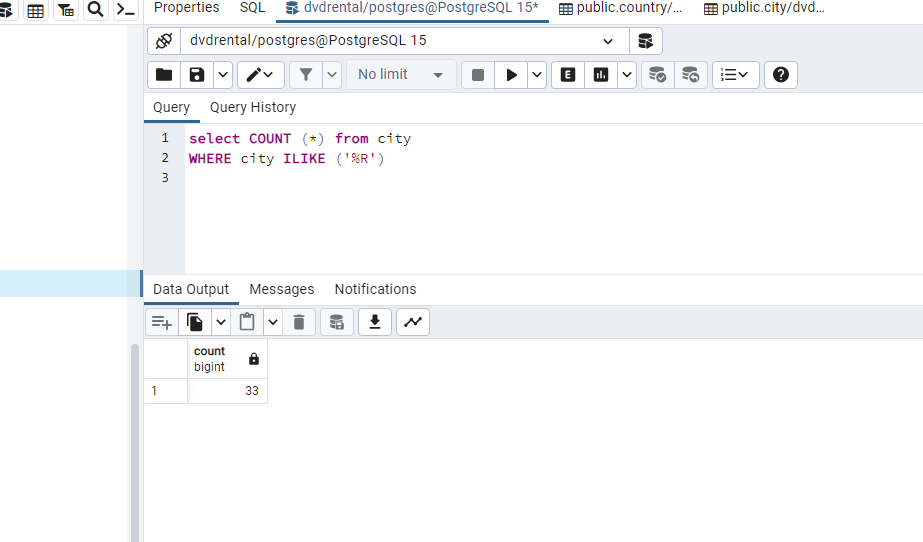 Properties SQL dvdrental/postgres@PostgreSQL 15* public.country/... public.city/dvd...
dvdrental/postgres@PostgreSQL 15
No limit E
Query Query History
1 select COUNT (*) from city
2 WHERE city ILIKE ('%R')
3
Data Output Messages Notifications
count
bigint
1 33